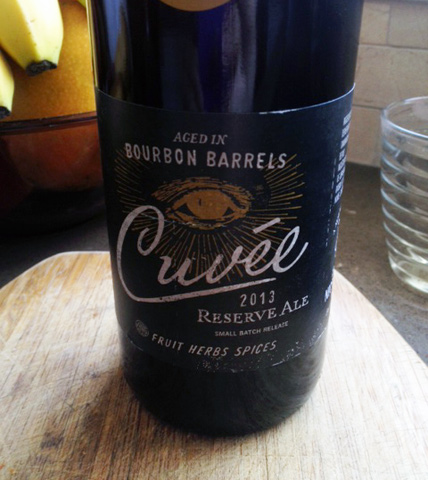 AGED IN
BOURBON BARRELS
Cuvée
2013
RESERVE ALE
SMALL BATCH RELEASE
FRUIT HERBS SPICES